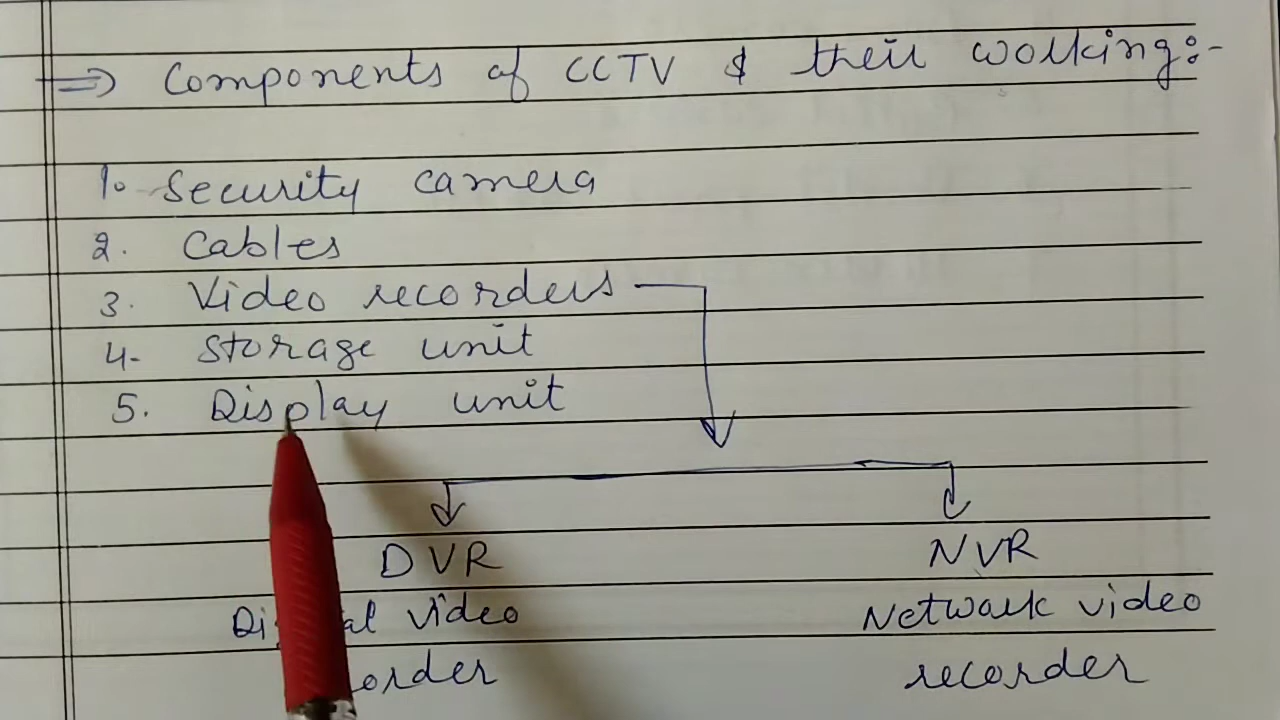 ⇒ Components of CCTV & their working:-
1. Security camera
2. Cables
3. Video recorders
4. Storage unit
5. Display unit
DVR NVR
Video Network video
recorder